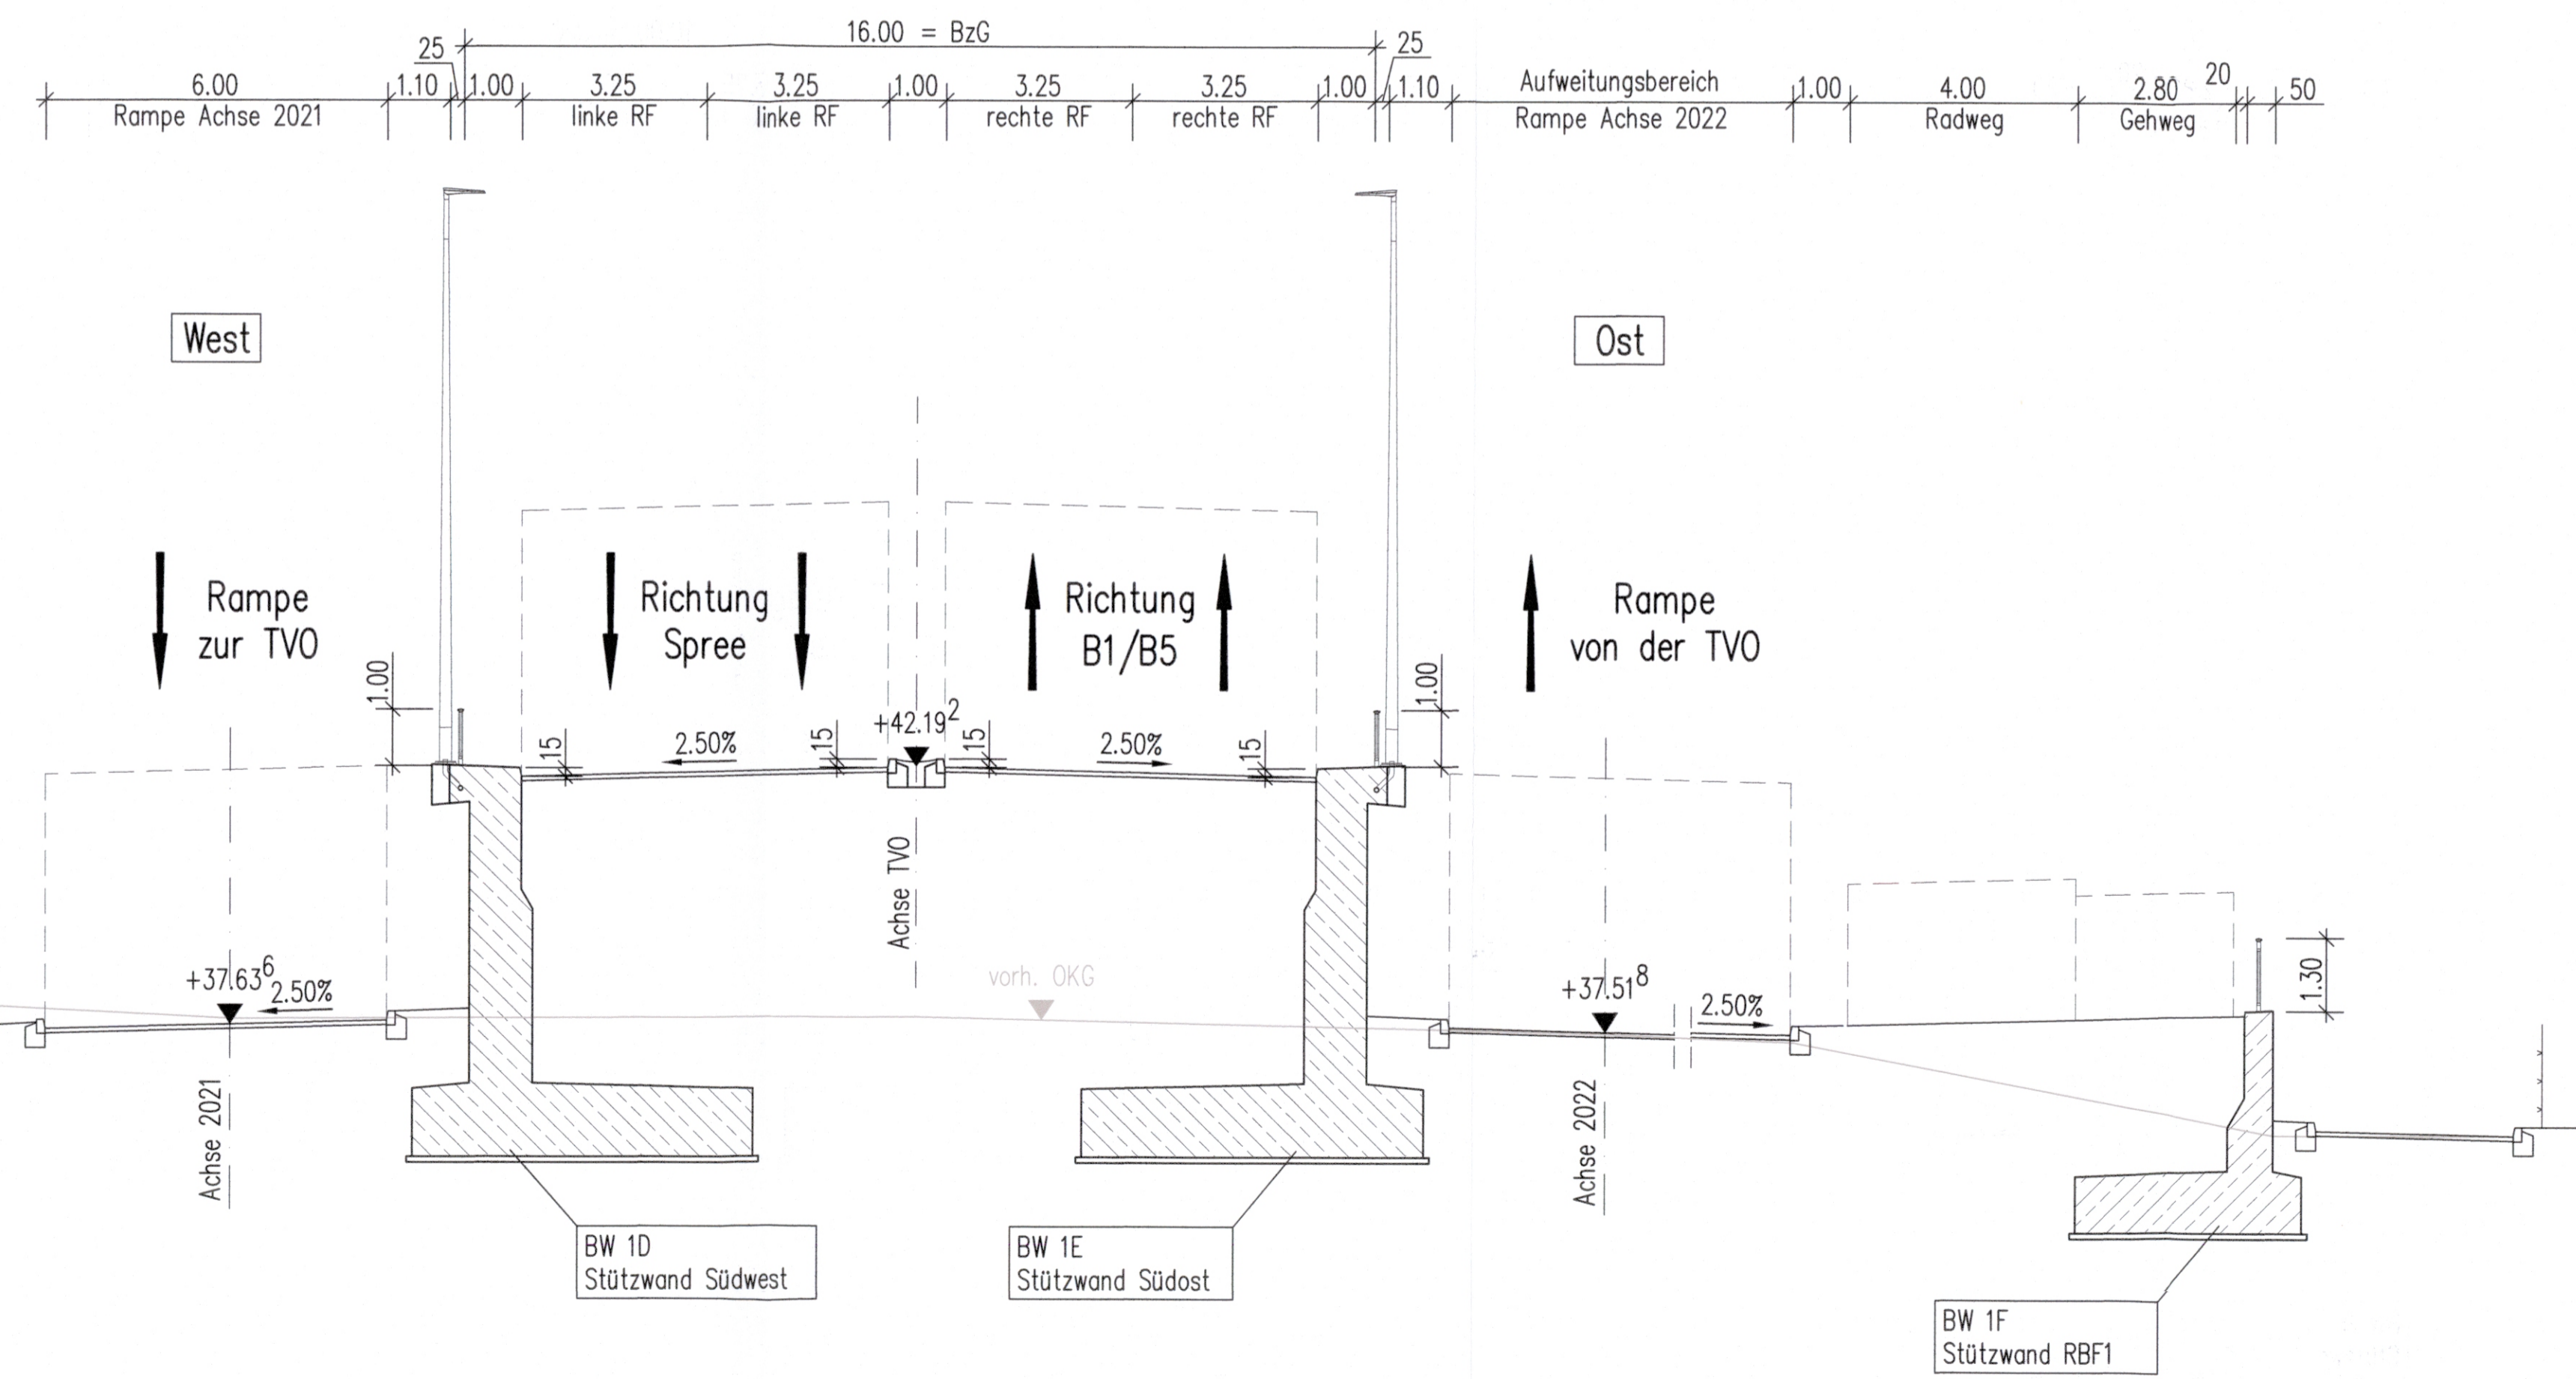 16.00 = BzG
25
25
6.00
1.10
1.00
3.25
3.25
1.00
3.25
3.25
1.00
1.10
Aufweitungsbereich
1.00
4.00
2.80
20
50
Rampe Achse 2021
linke RF
linke RF
rechte RF
rechte RF
Rampe Achse 2022
Radweg
Gehweg
West
Ost
Rampe
zur TVO
Richtung
Spree
Richtung
B1/B5
Rampe
von der TVO
1.00
1.00
15
2.50%
15
+42.19²
15
2.50%
15
Achse TVO
vorh. OKG
+37.63⁶
2.50%
+37.51⁸
2.50%
1.30
Achse 2021
Achse 2022
BW 1D
Stützwand Südwest
BW 1E
Stützwand Südost
BW 1F
Stützwand RBF1